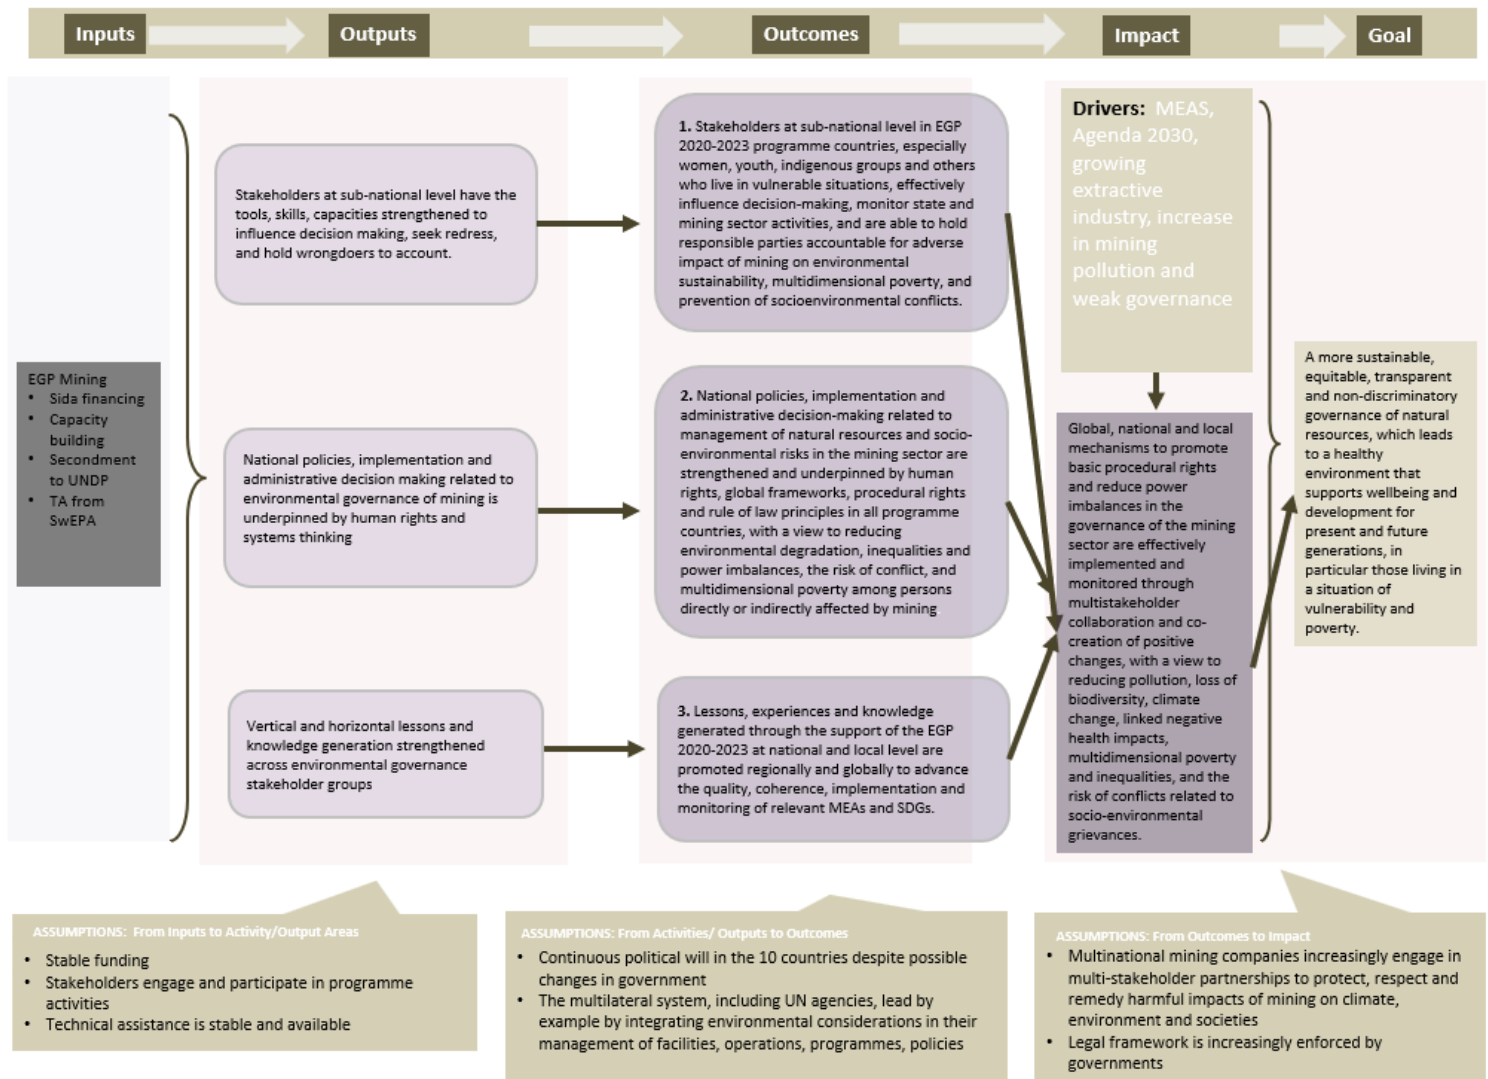 Inputs
Outputs
Outcomes
Impact
Goal
EGP Mining
• Sida financing
• Capacity
building
• Secondment
to UNDP
• TA from
SwEPA
Stakeholders at sub-national level have the
tools, skills, capacities strengthened to
influence decision making, seek redress,
and hold wrongdoers to account.
National policies, implementation and
administrative decision making related to
environmental governance of mining is
underpinned by human rights and
systems thinking
Vertical and horizontal lessons and
knowledge generation strengthened
across environmental governance
stakeholder groups
1. Stakeholders at sub-national level in EGP
2020-2023 programme countries, especially
women, youth, indigenous groups and others
who live in vulnerable situations, effectively
influence decision-making, monitor state and
mining sector activities, and are able to hold
responsible parties accountable for adverse
impact of mining on environmental
sustainability, multidimensional poverty, and
prevention of socioenvironmental conflicts.
2. National policies, implementation and
administrative decision-making related to
management of natural resources and socio-
environmental risks in the mining sector are
strengthened and underpinned by human
rights, global frameworks, procedural rights
and rule of law principles in all programme
countries, with a view to reducing
environmental degradation, inequalities and
power imbalances, the risk of conflict, and
multidimensional poverty among persons
directly or indirectly affected by mining.
3. Lessons, experiences and knowledge
generated through the support of the EGP
2020-2023 at national and local level are
promoted regionally and globally to advance
the quality, coherence, implementation and
monitoring of relevant MEAs and SDGs.
Drivers: MEAS,
Agenda 2030,
growing
extractive
industry, increase
in mining
pollution and
weak governance
Global, national and local
mechanisms to promote
basic procedural rights
and reduce power
imbalances in the
governance of the mining
sector are effectively
implemented and
monitored through
multistakeholder
collaboration and co-
creation of positive
changes, with a view to
reducing pollution, loss of
biodiversity, climate
change, linked negative
health impacts,
multidimensional poverty
and inequalities, and the
risk of conflicts related to
socio-environmental
grievances.
A more sustainable,
equitable, transparent
and non-discriminatory
governance of natural
resources, which leads
to a healthy
environment that
supports wellbeing and
development for
present and future
generations, in
particular those living in
a situation of
vulnerability and
poverty.
ASSUMPTIONS: From Inputs to Activity/Output Areas
• Stable funding
• Stakeholders engage and participate in programme
activities
• Technical assistance is stable and available
ASSUMPTIONS: From Activities/ Outputs to Outcomes
• Continuous political will in the 10 countries despite possible
changes in government
• The multilateral system, including UN agencies, lead by
example by integrating environmental considerations in their
management of facilities, operations, programmes, policies
ASSUMPTIONS: From Outcomes to Impact
• Multinational mining companies increasingly engage in
multi-stakeholder partnerships to protect, respect and
remedy harmful impacts of mining on climate,
environment and societies
• Legal framework is increasingly enforced by
governments